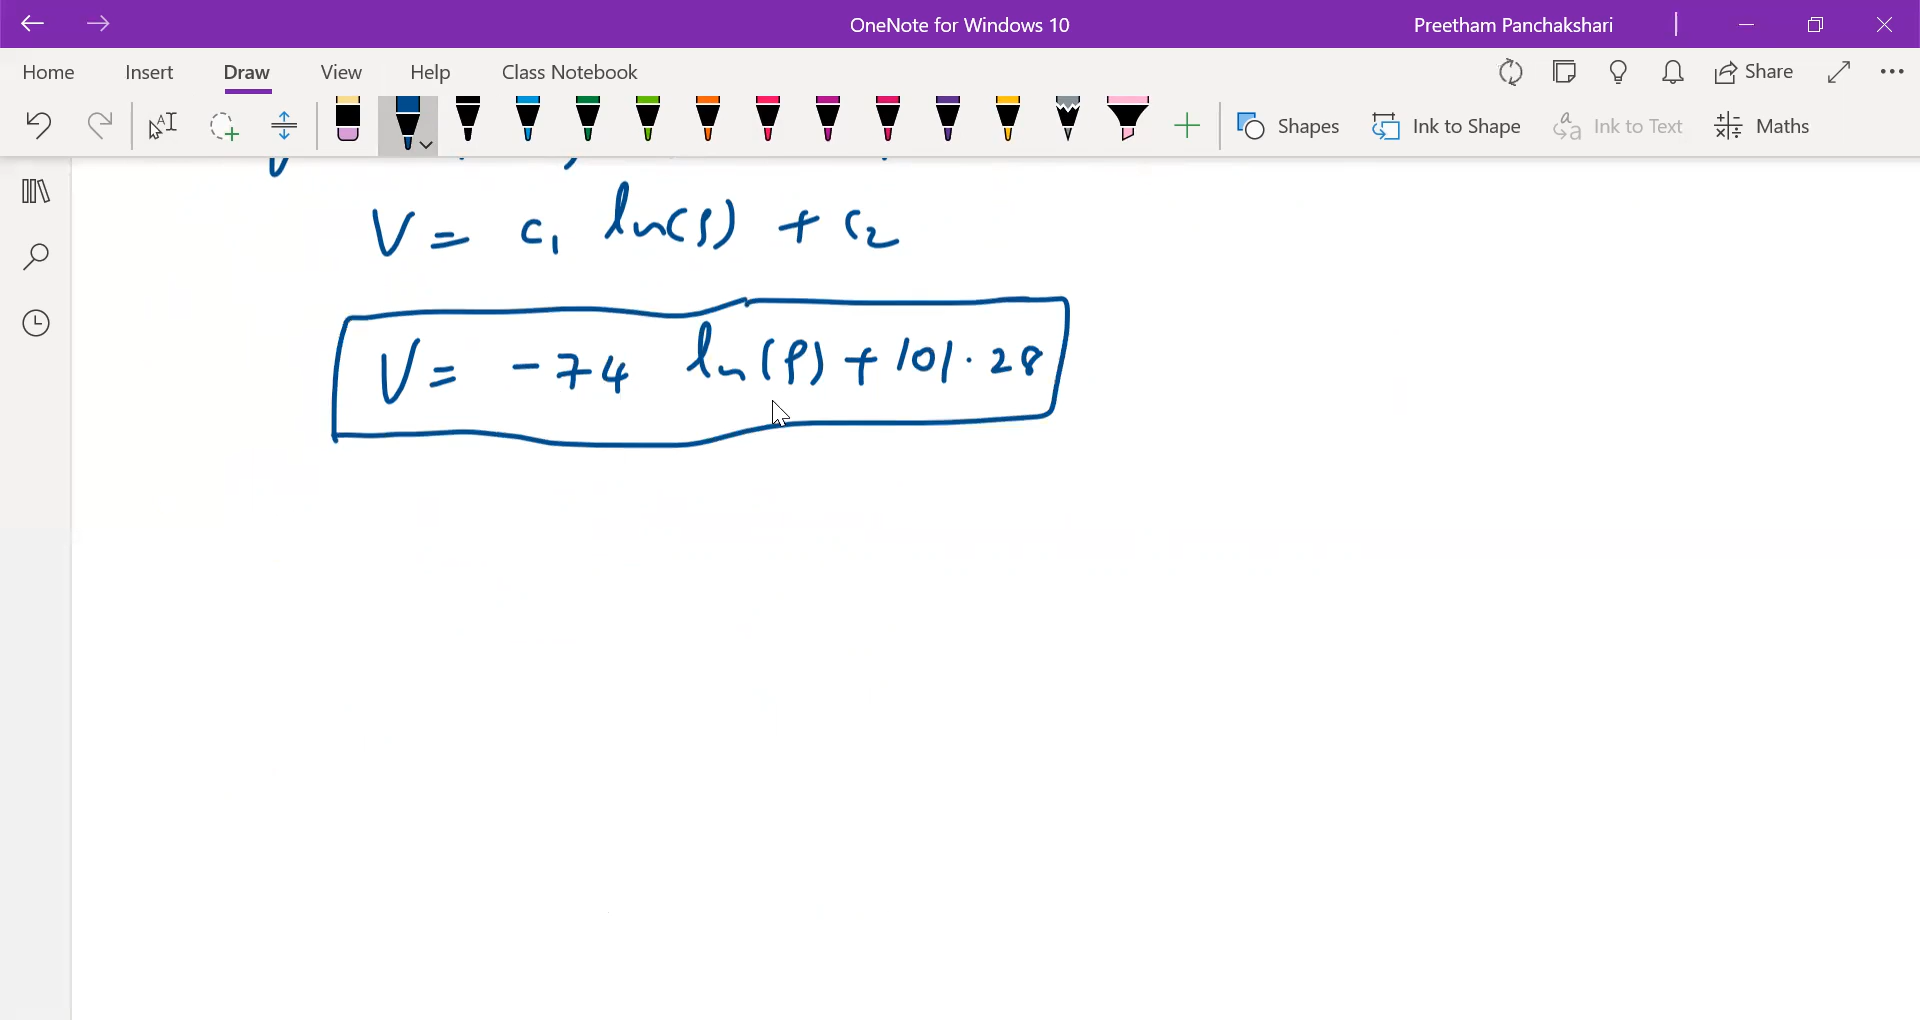 OneNote for Windows 10
Preetham Panchakshari
Home Insert Draw View Help Class Notebook
Share
Shapes Ink to Shape Ink to Text Maths
V = c₁ ln(ρ) + c₂
V = -74 ln(ρ) + 101.28